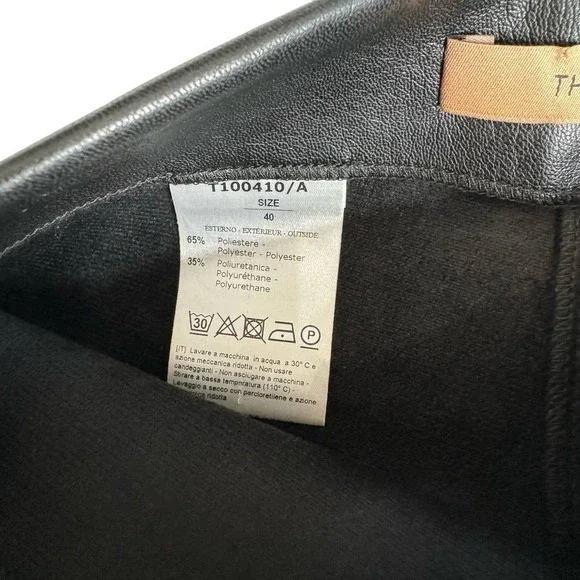 TH
T100410/A
SIZE
40
ESTERNO - EXTÉRIEUR - OUTSIDE
65% Poliestere -
Polyester - Polyester
35% Poliuretanica -
Polyuréthane -
Polyurethane
30 P
[IT] Lavare a macchina in acqua a 30° C e
azione meccanica ridotta - Non usare
candeggianti - Non asciugare a macchina -
Stirare a bassa temperatura (110° C) -
Lavaggio a secco con percloretilene e azione
ridotta